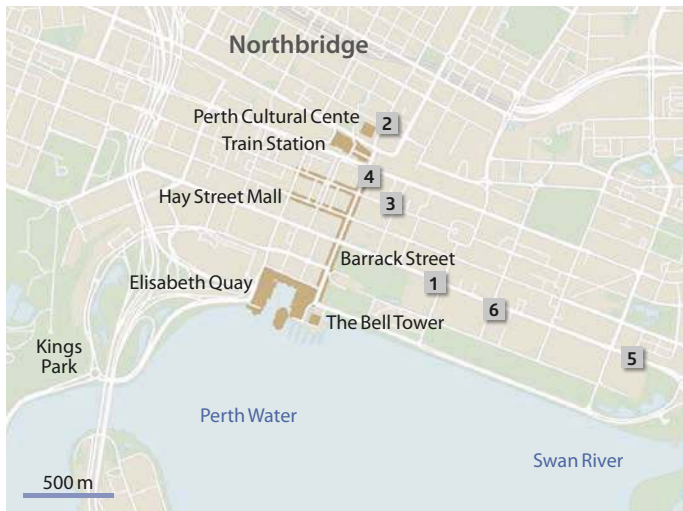 Northbridge
Perth Cultural Cente
2
Train Station
4
Hay Street Mall
3
Barrack Street
Elisabeth Quay
1
6
The Bell Tower
Kings
Park
5
Perth Water
Swan River
500 m